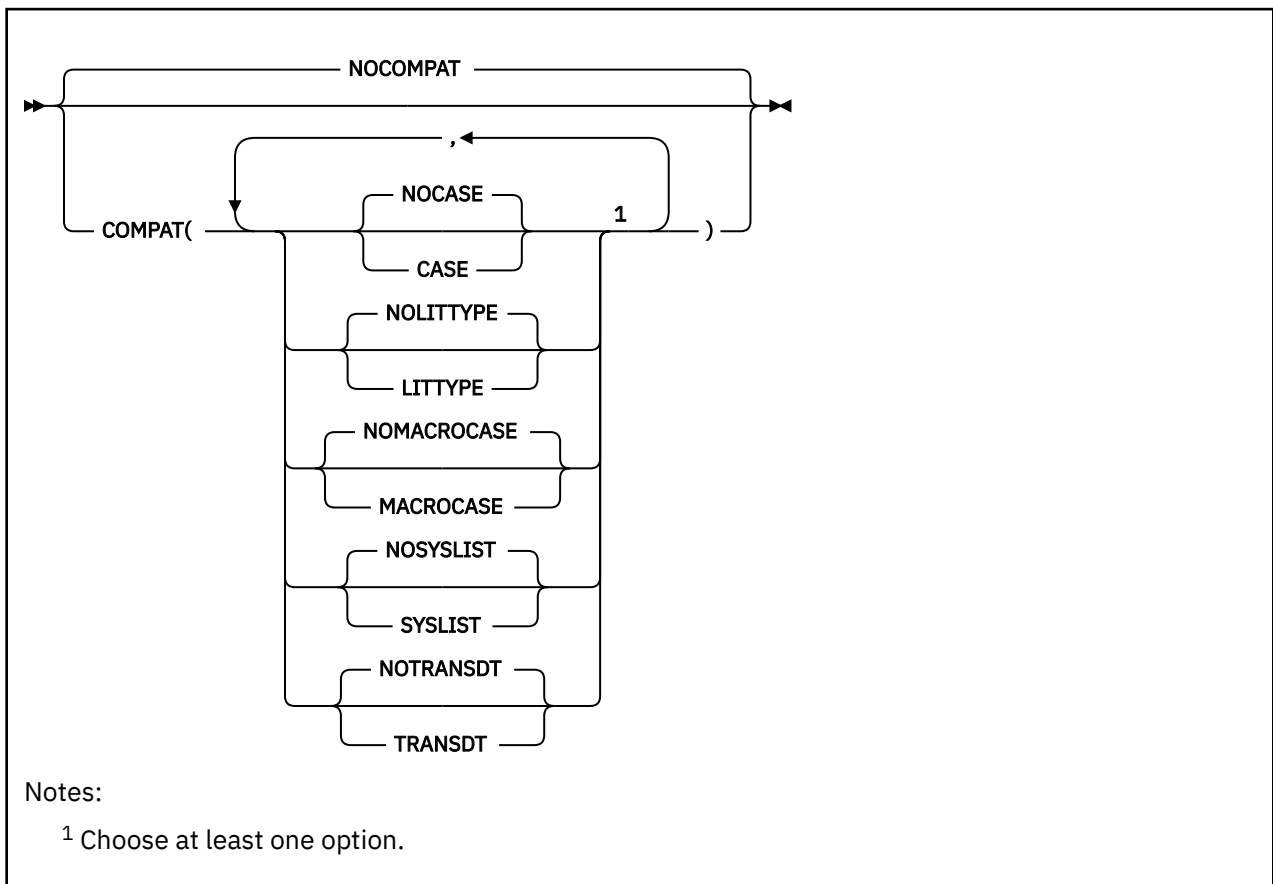 NOCOMPAT
,
NOCASE
1
COMPAT(
)
CASE
NOLITTYPE
LITTYPE
NOMACROCASE
MACROCASE
NOSYSLIST
SYSLIST
NOTRANSDT
TRANSDT
Notes:
1 Choose at least one option.